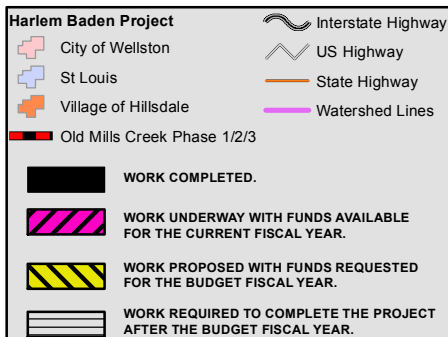 Harlem Baden Project
City of Wellston
St Louis
Village of Hillsdale
Old Mills Creek Phase 1/2/3
Interstate Highway
US Highway
State Highway
Watershed Lines
WORK COMPLETED.
WORK UNDERWAY WITH FUNDS AVAILABLE
FOR THE CURRENT FISCAL YEAR.
WORK PROPOSED WITH FUNDS REQUESTED
FOR THE BUDGET FISCAL YEAR.
WORK REQUIRED TO COMPLETE THE PROJECT
AFTER THE BUDGET FISCAL YEAR.